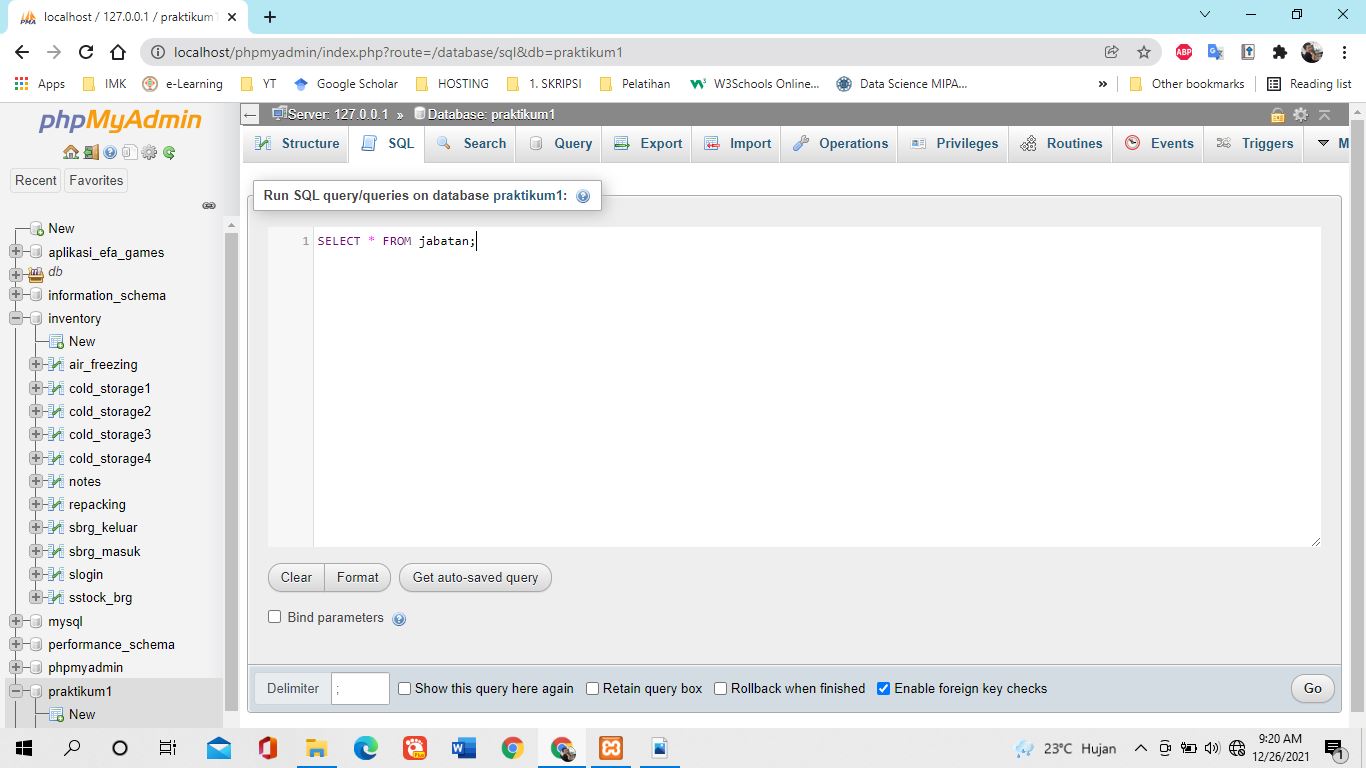 localhost / 127.0.0.1 / praktikum1
localhost/phpmyadmin/index.php?route=/database/sql&db=praktikum1
ABP
Apps IMK e-Learning YT Google Scholar HOSTING 1. SKRIPSI Pelatihan W3Schools Online... Data Science MIPA... » Other bookmarks Reading list
phpMyAdmin
Recent Favorites
New
aplikasi_efa_games
db
information_schema
inventory
New
air_freezing
cold_storage1
cold_storage2
cold_storage3
cold_storage4
notes
repacking
sbrg_keluar
sbrg_masuk
slogin
sstock_brg
mysql
performance_schema
phpmyadmin
praktikum1
New
Server: 127.0.0.1 » Database: praktikum1
Structure SQL Search Query Export Import Operations Privileges Routines Events Triggers M
Run SQL query/queries on database praktikum1:
1 SELECT * FROM jabatan;
Clear Format Get auto-saved query
Bind parameters
Delimiter ; Show this query here again Retain query box Rollback when finished Enable foreign key checks Go
23°C Hujan
9:20 AM
12/26/2021
1